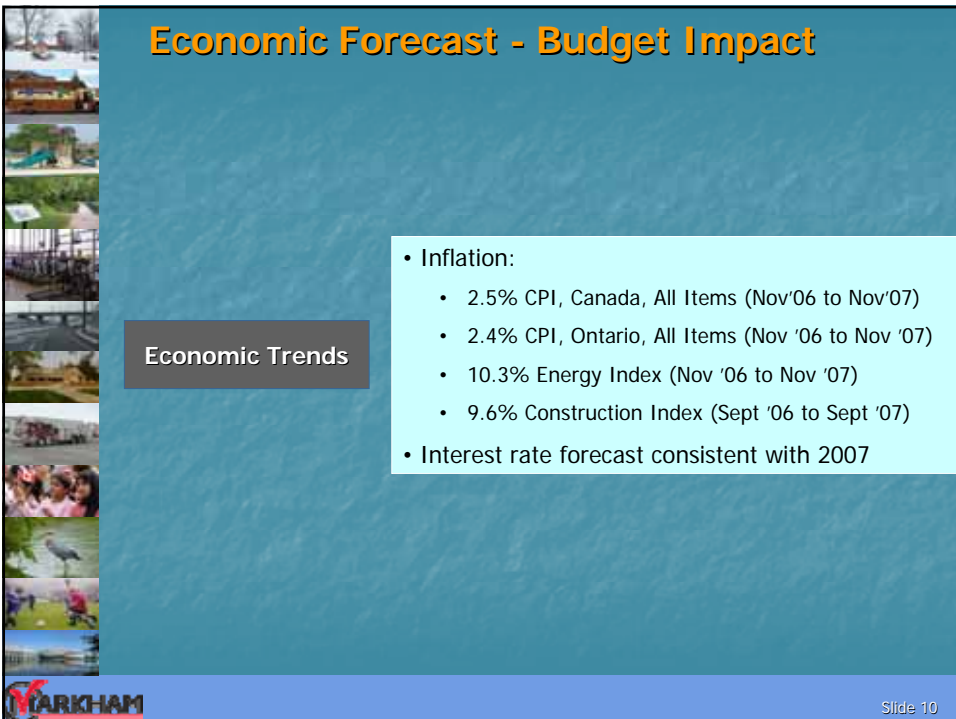 Economic Forecast - Budget Impact
Economic Trends
• Inflation:
• 2.5% CPI, Canada, All Items (Nov’06 to Nov’07)
• 2.4% CPI, Ontario, All Items (Nov ’06 to Nov ’07)
• 10.3% Energy Index (Nov ’06 to Nov ’07)
• 9.6% Construction Index (Sept ’06 to Sept ’07)
• Interest rate forecast consistent with 2007
MARKHAM
Slide 10